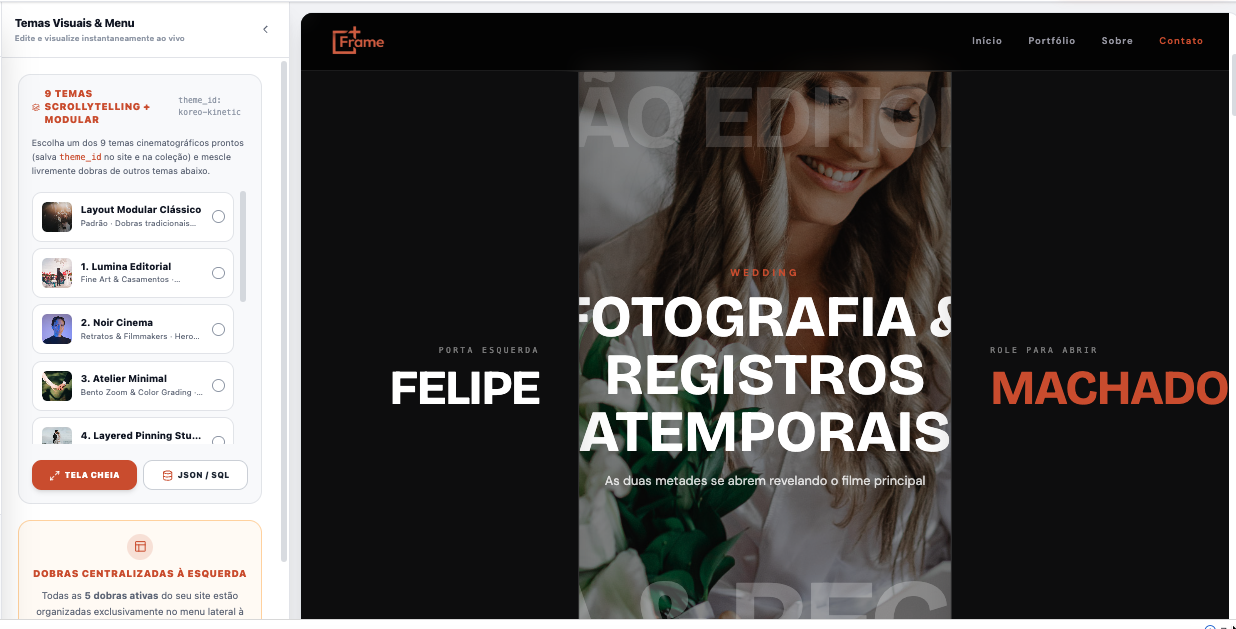 Temas Visuais & Menu
Edite e visualize instantaneamente ao vivo
9 TEMAS
SCROLLYTELLING +
MODULAR
theme_id:
koreo-kinetic
Escolha um dos 9 temas cinematográficos prontos
(salva theme_id no site e na coleção) e mescle
livremente dobras de outros temas abaixo.
Layout Modular Clássico
Padrão · Dobras tradicionais...
1. Lumina Editorial
Fine Art & Casamentos ·...
2. Noir Cinema
Retratos & Filmmakers · Hero...
3. Atelier Minimal
Bento Zoom & Color Grading ·...
4. Layered Pinning Stu...
TELA CHEIA
JSON / SQL
DOBRAS CENTRALIZADAS À ESQUERDA
Todas as 5 dobras ativas do seu site estão
organizadas exclusivamente no menu lateral à
Frame
Início
Portfólio
Sobre
Contato
ÃO EDITOR
WEDDING
FOTOGRAFIA &
REGISTROS
ATEMPORAIS
As duas metades se abrem revelando o filme principal
PORTA ESQUERDA
FELIPE
ROLE PARA ABRIR
MACHADO